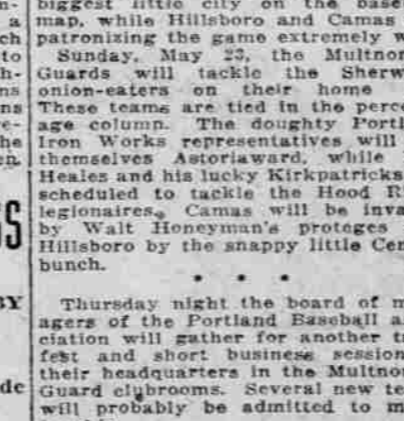 biggest little city on the base
map, while Hillsboro and Camas
patronizing the game extremely w
Sunday, May 23, the Multnor
Guards will tackle the Sherw
onion-eaters on their home
These teams are tied in the perce
age column. The doughty Portl
Iron Works representatives will
themselves Astoriaward, while
Heales and his lucky Kirkpatricks
scheduled to tackle the Hood R
legionaires. Camas will be inva
by Walt Honeyman's proteges
Hillsboro by the snappy little Cen
bunch.
* * *
Thursday night the board of m
agers of the Portland Baseball a
ciation will gather for another t
fest and short business session
their headquarters in the Multnor
Guard clubrooms. Several new te
will probably be admitted to m